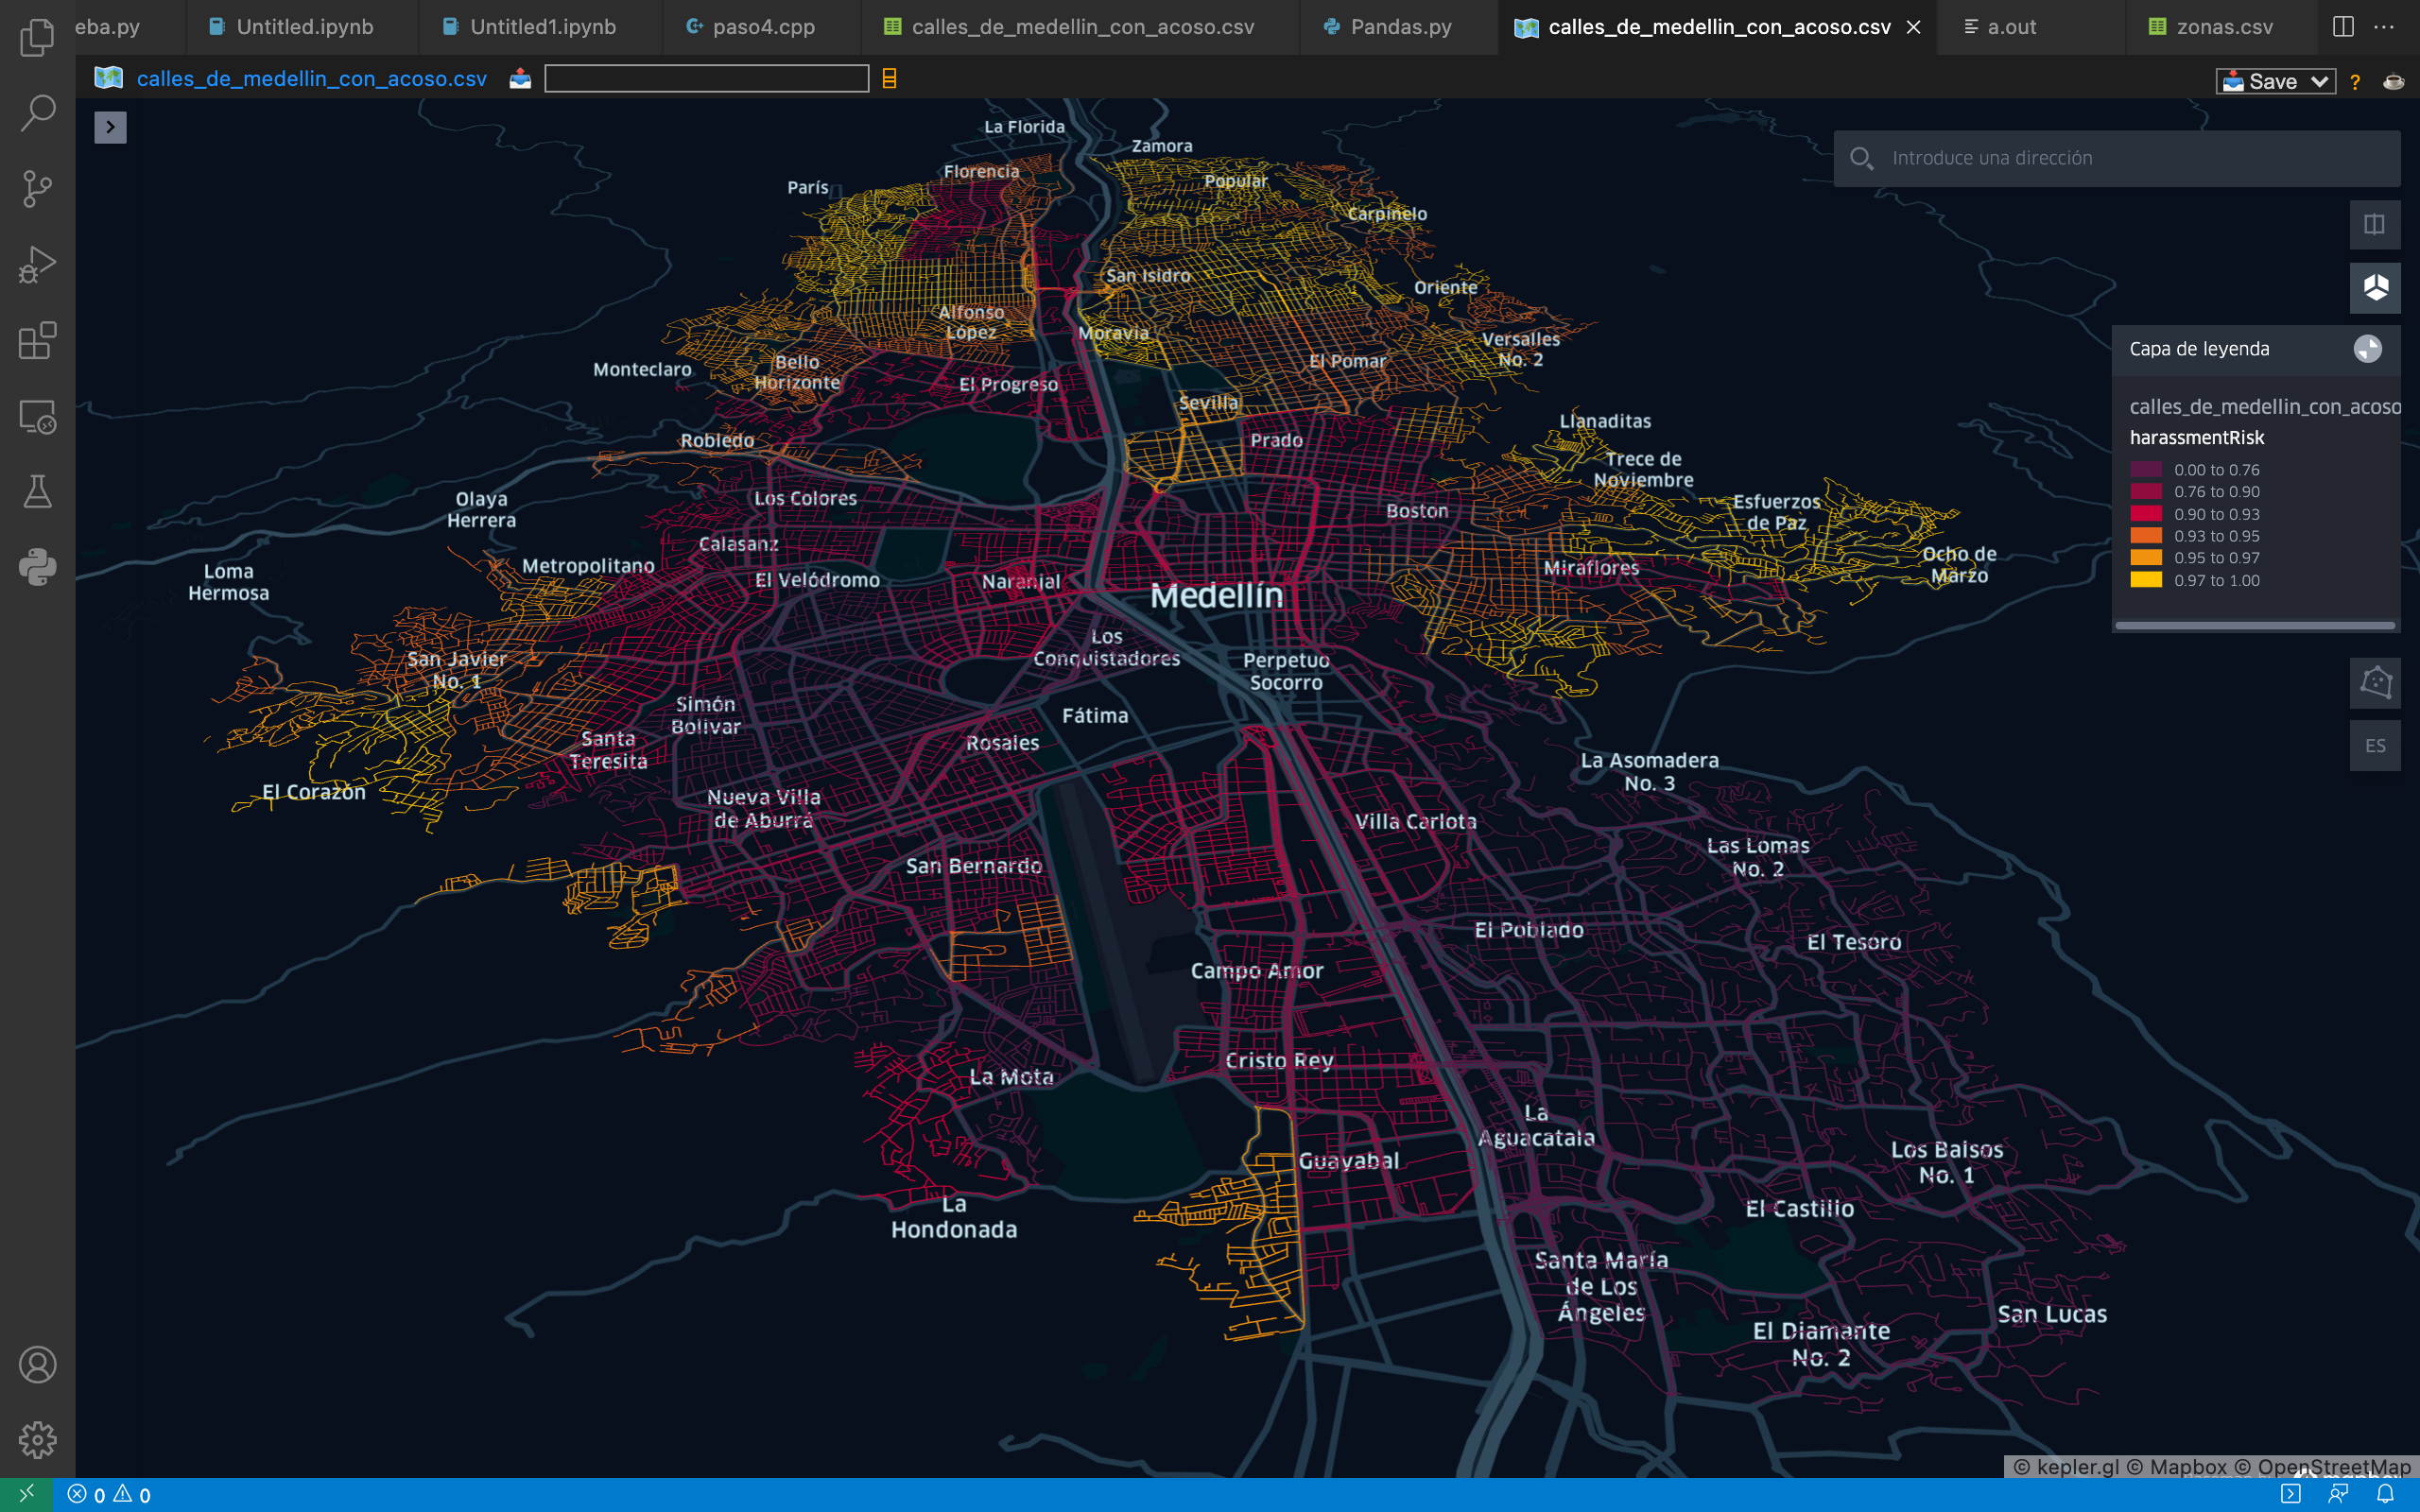 eba.py
Untitled.ipynb
Untitled1.ipynb
paso4.cpp
calles_de_medellin_con_acoso.csv
Pandas.py
calles_de_medellin_con_acoso.csv
a.out
zonas.csv
calles_de_medellin_con_acoso.csv
Save
?
La Florida
Zamora
Introduce una dirección
Florencia
París
Popular
Carpinelo
San Isidro
Oriente
Alfonso
López
Moravia
Versalles
No. 2
Capa de leyenda
Monteclaro
Bello
Horizonte
El Progreso
El Pomar
Sevilla
calles_de_medellin_con_acoso
harassmentRisk
0.00 to 0.76
0.76 to 0.90
0.90 to 0.93
0.93 to 0.95
0.95 to 0.97
0.97 to 1.00
Llanaditas
Robledo
Prado
Trece de
Noviembre
Olaya
Herrera
Los Colores
Boston
Esfuerzos
de Paz
Calasanz
Ocho de
Marzo
Loma
Hermosa
Metropolitano
El Velódromo
Naranjal
Medellín
Miraflores
Los
Conquistadores
San Javier
No. 1
Perpetuo
Socorro
Simón
Bolívar
Fátima
Santa
Teresita
Rosales
ES
La Asomadera
No. 3
El Corazón
Nueva Villa
de Aburrá
Villa Carlota
San Bernardo
Las Lomas
No. 2
El Poblado
El Tesoro
Campo Amor
Cristo Rey
La Mota
La
Aguacatala
Guayabal
Los Balsos
No. 1
La
Hondonada
El Castillo
Santa María
de Los
Ángeles
San Lucas
El Diamante
No. 2
© kepler.gl © Mapbox © OpenStreetMap
0 0